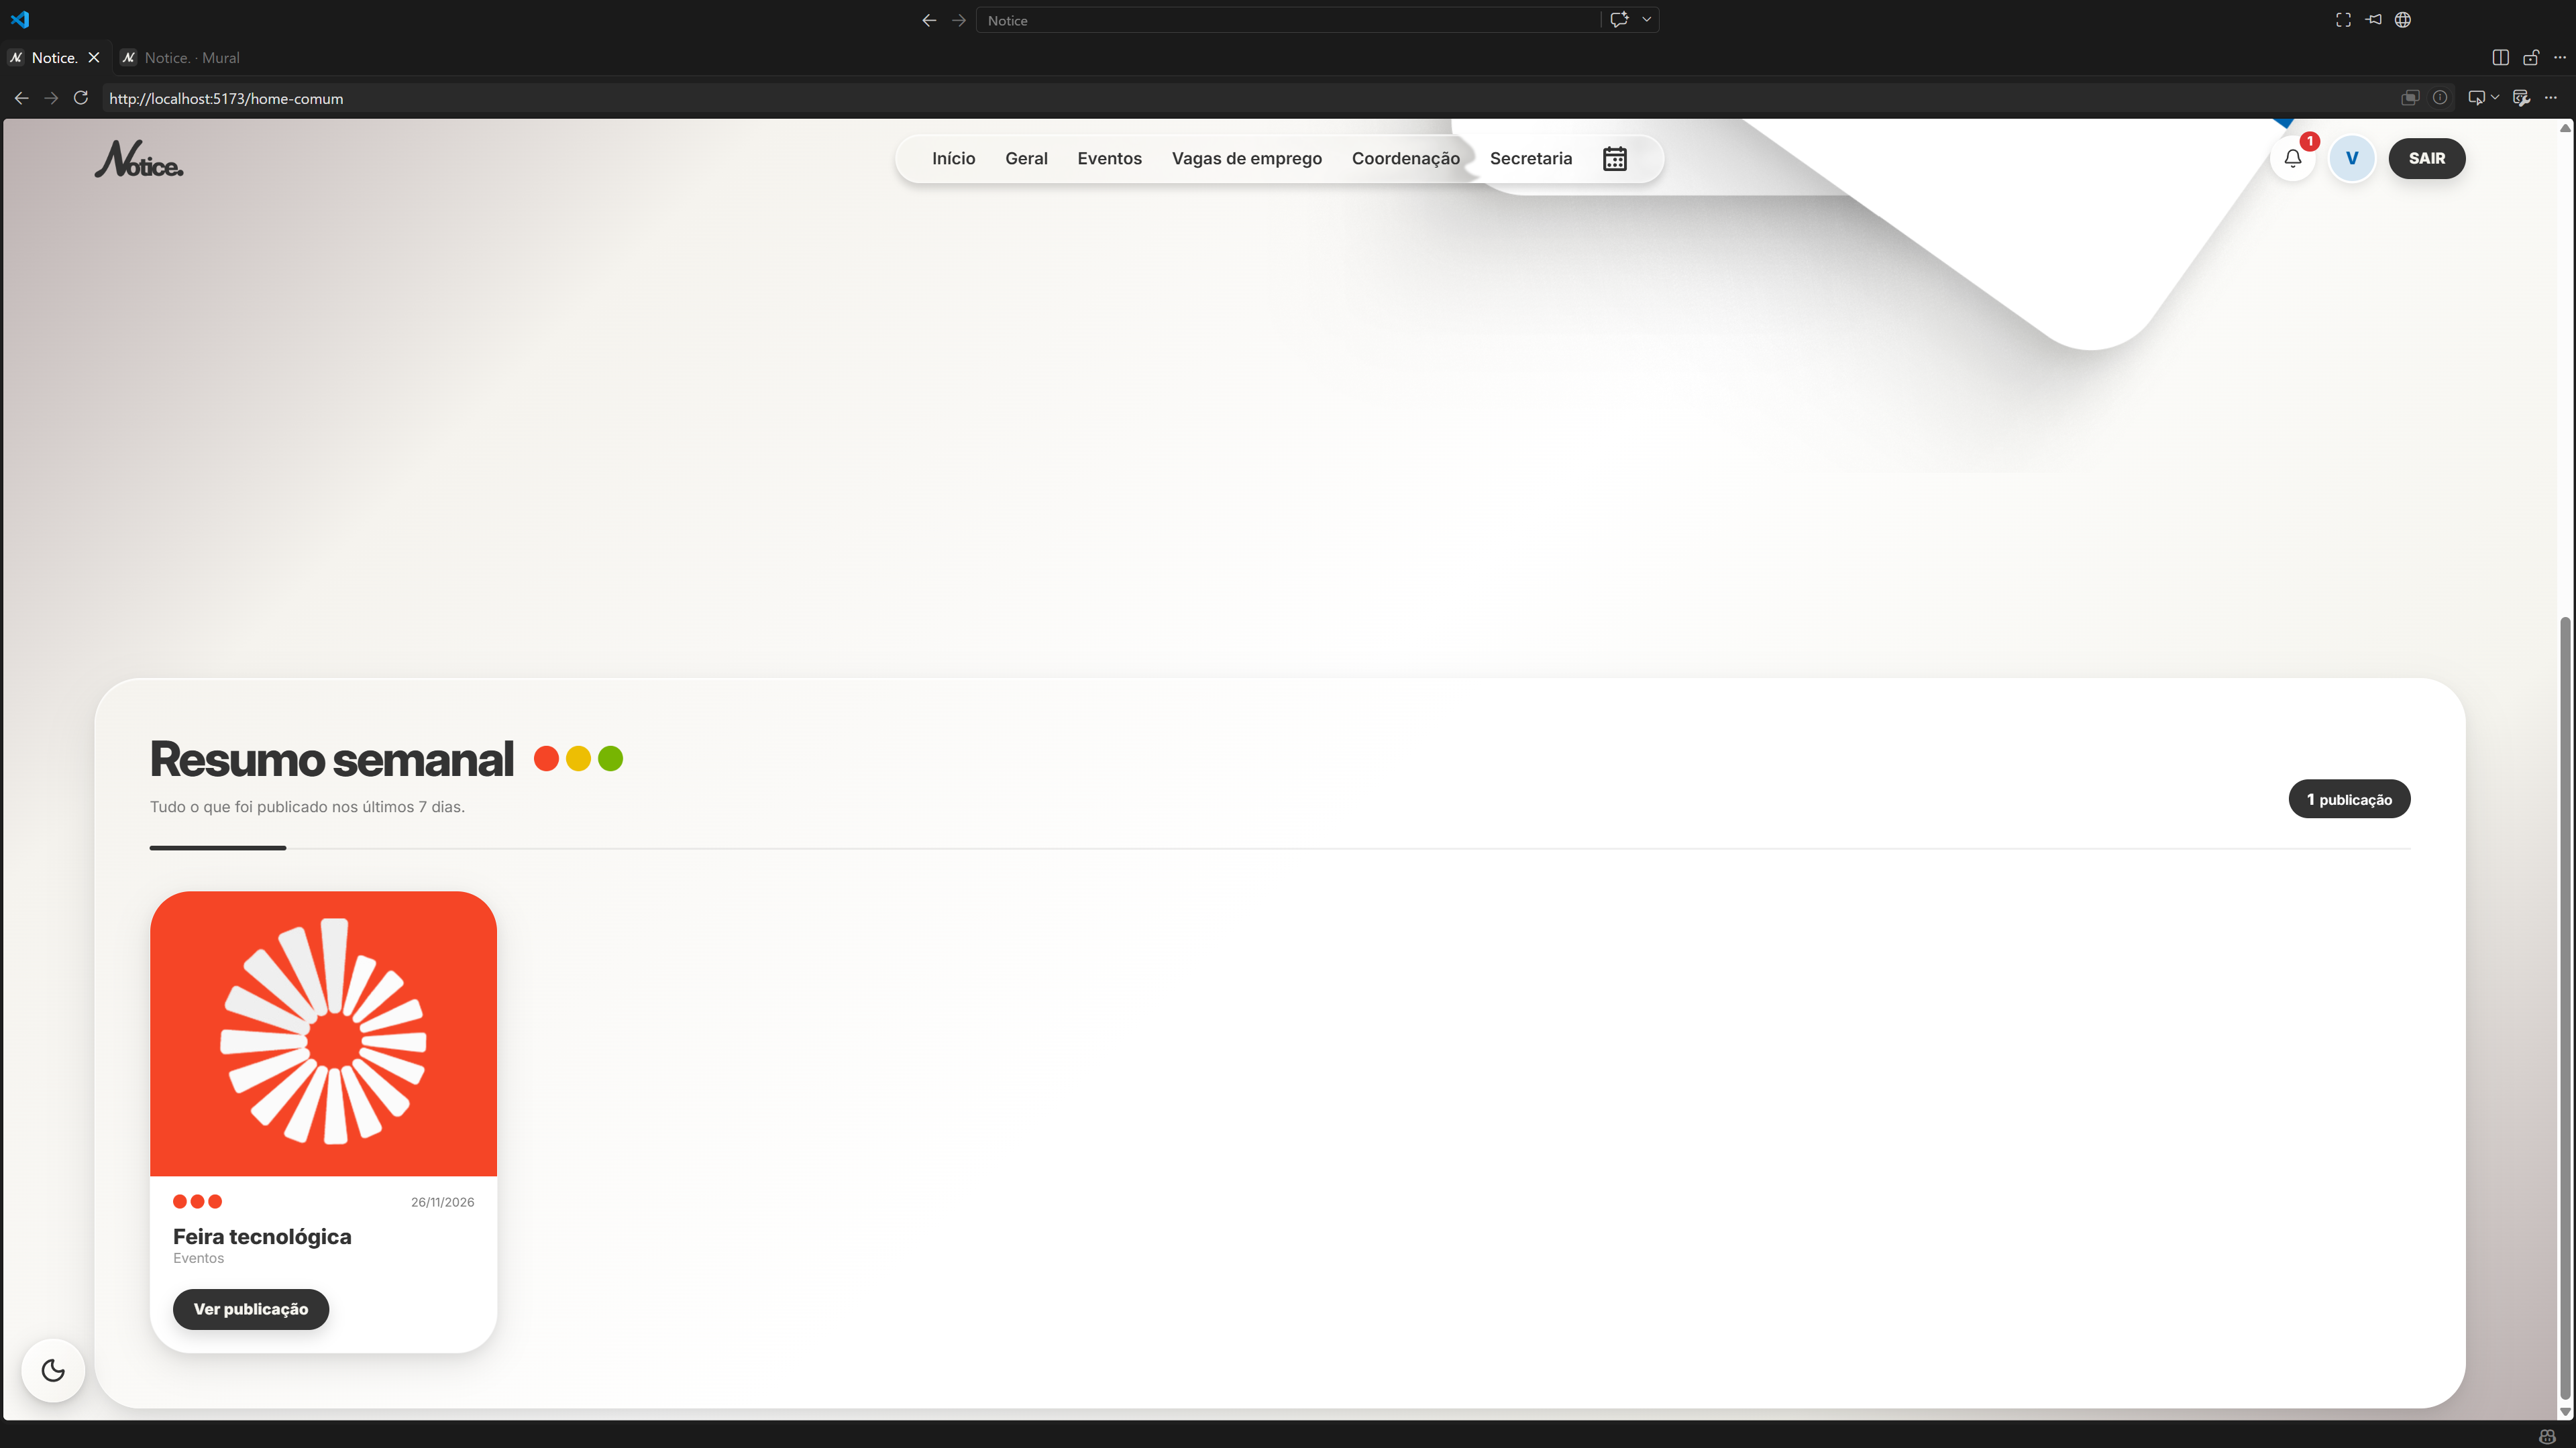 Notice
Notice.
Notice. · Mural
http://localhost:5173/home-comum
Notice.
Início
Geral
Eventos
Vagas de emprego
Coordenação
Secretaria
1
V
SAIR
Resumo semanal
Tudo o que foi publicado nos últimos 7 dias.
1 publicação
26/11/2026
Feira tecnológica
Eventos
Ver publicação